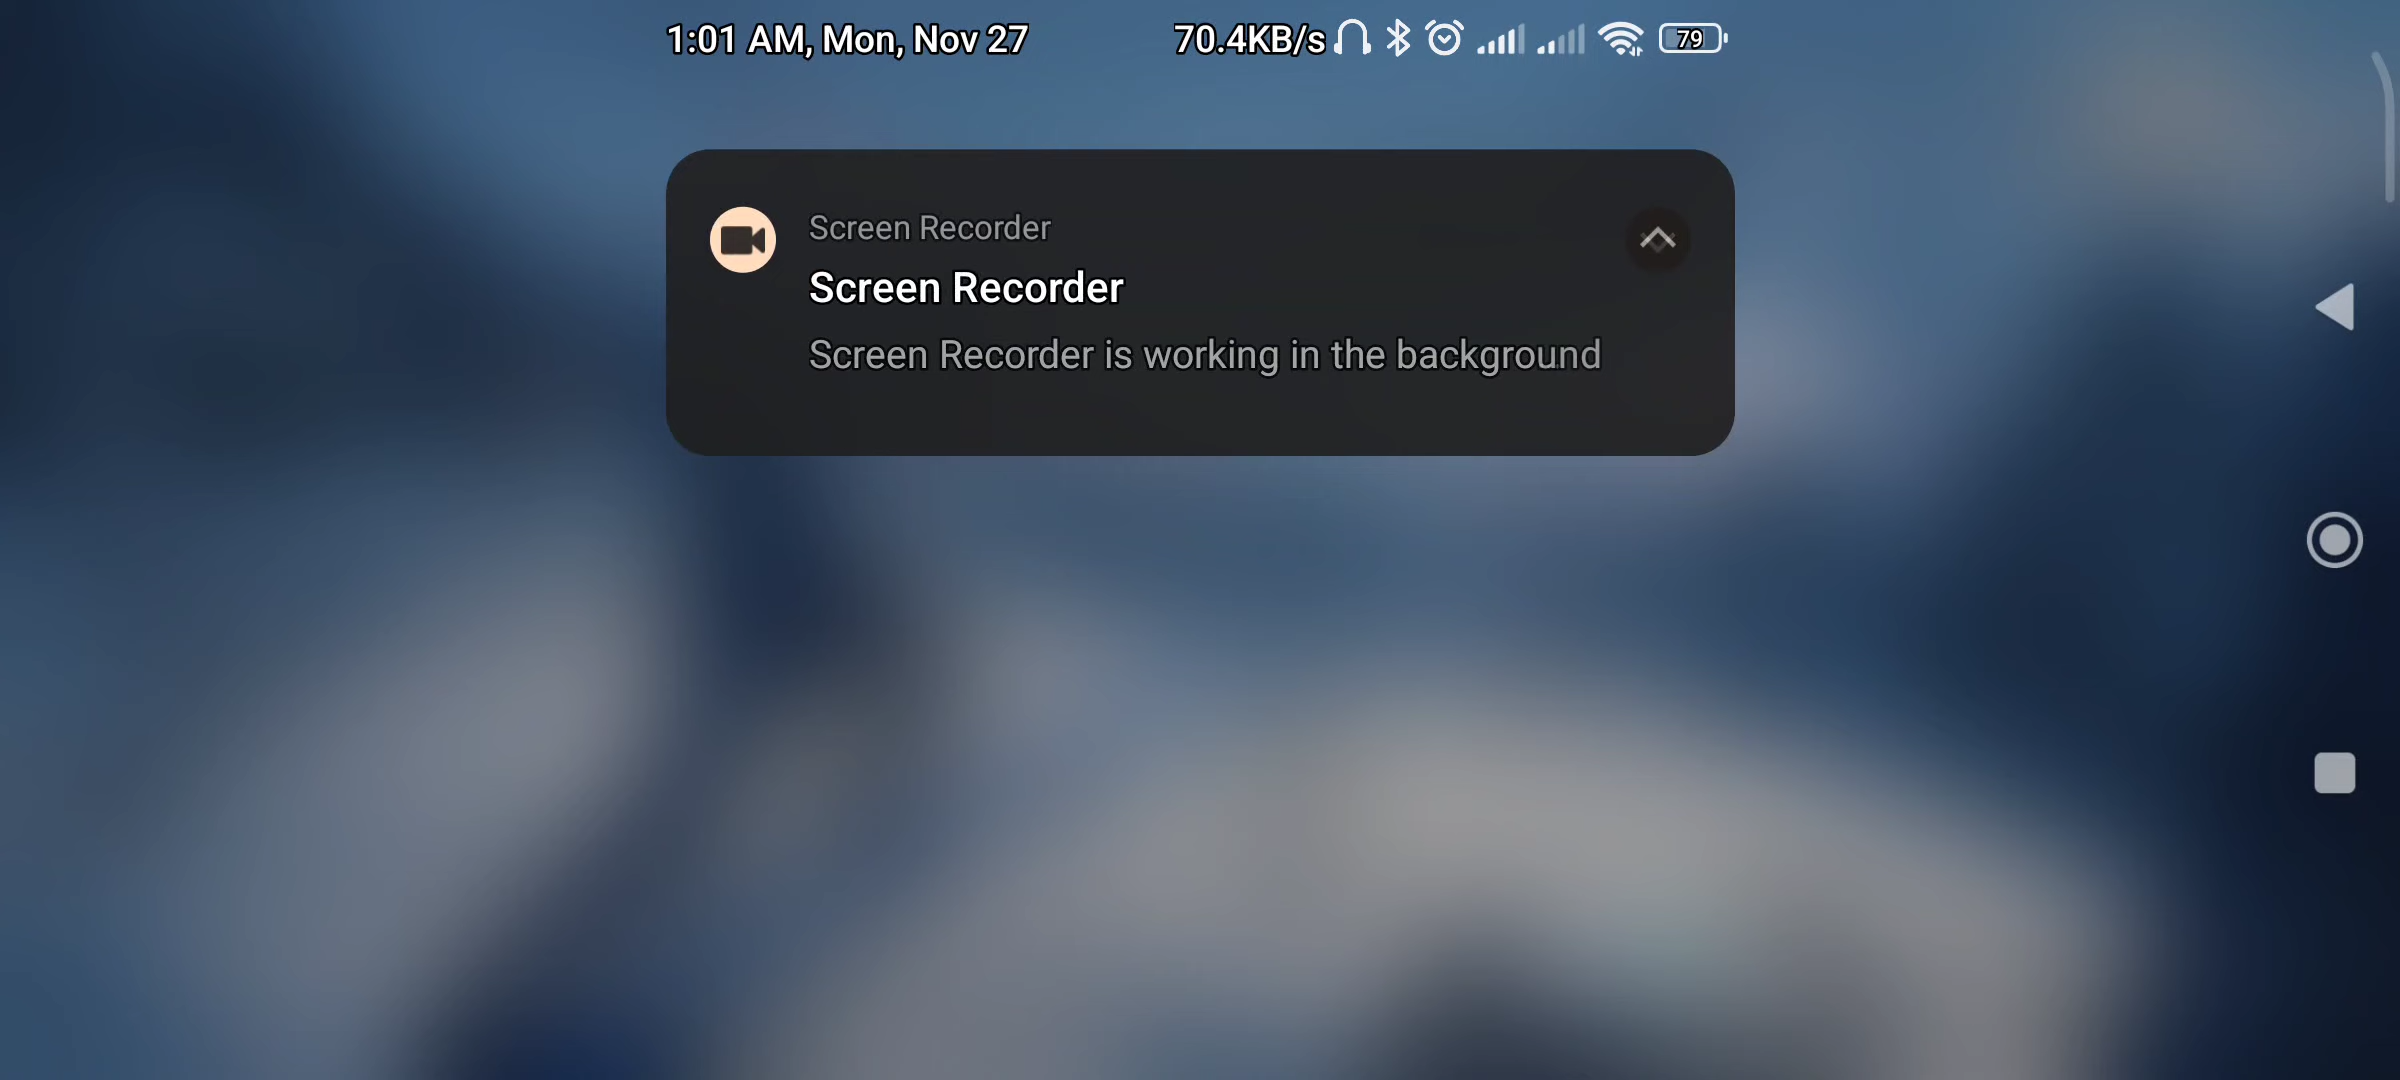 1:01 AM, Mon, Nov 27 70.4KB/s 79
Screen Recorder
Screen Recorder
Screen Recorder is working in the background